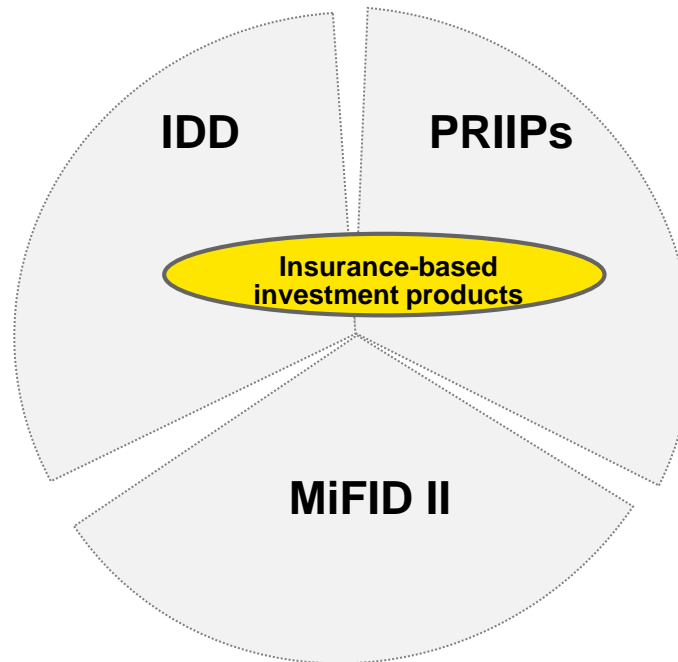 IDD
PRIIPs
Insurance-based
investment products
MiFID II